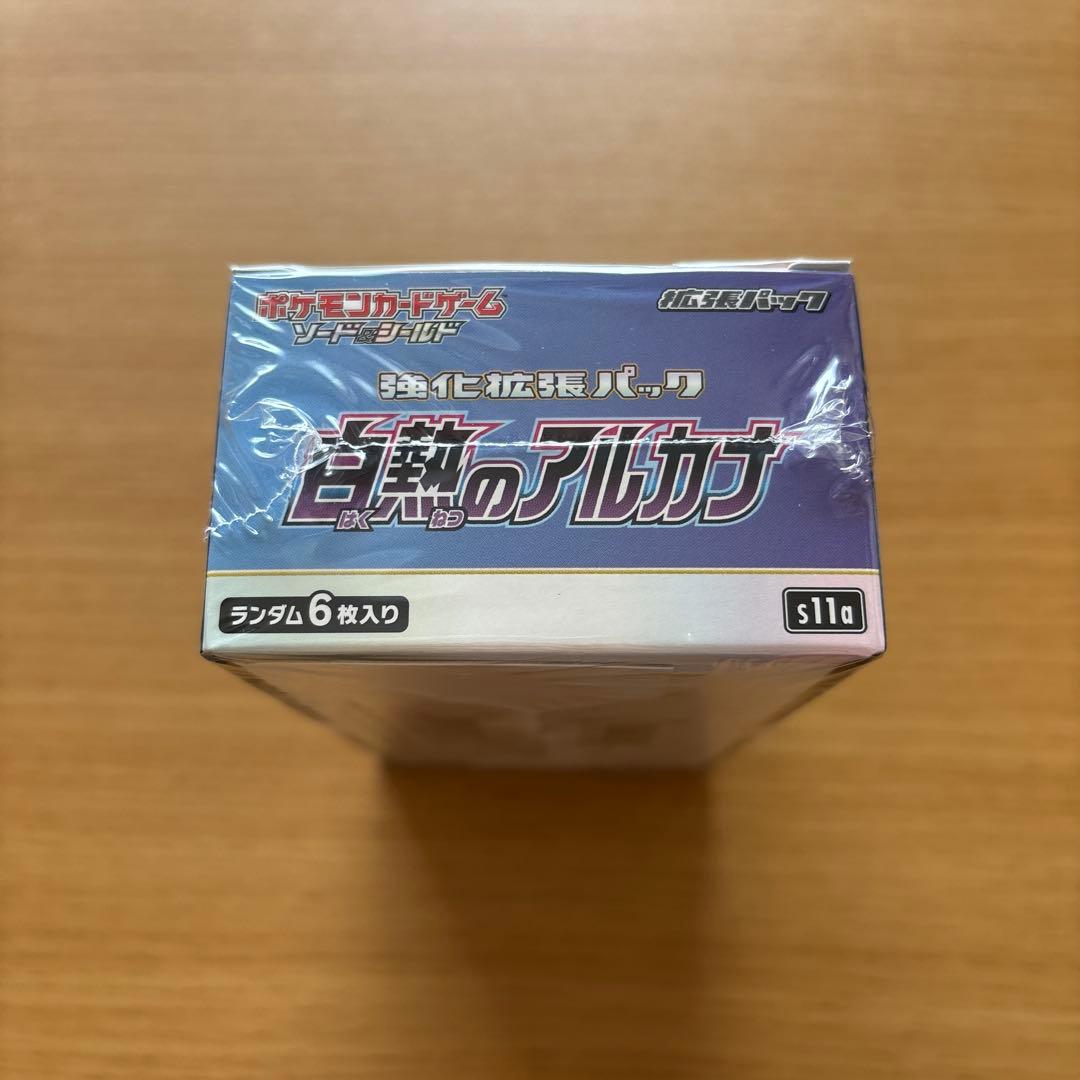 ポケモンカードゲーム
ソード&シールド
拡張パック
強化拡張パック
白熱のアルカナ
はく ねつ
ランダム6枚入り
s11a